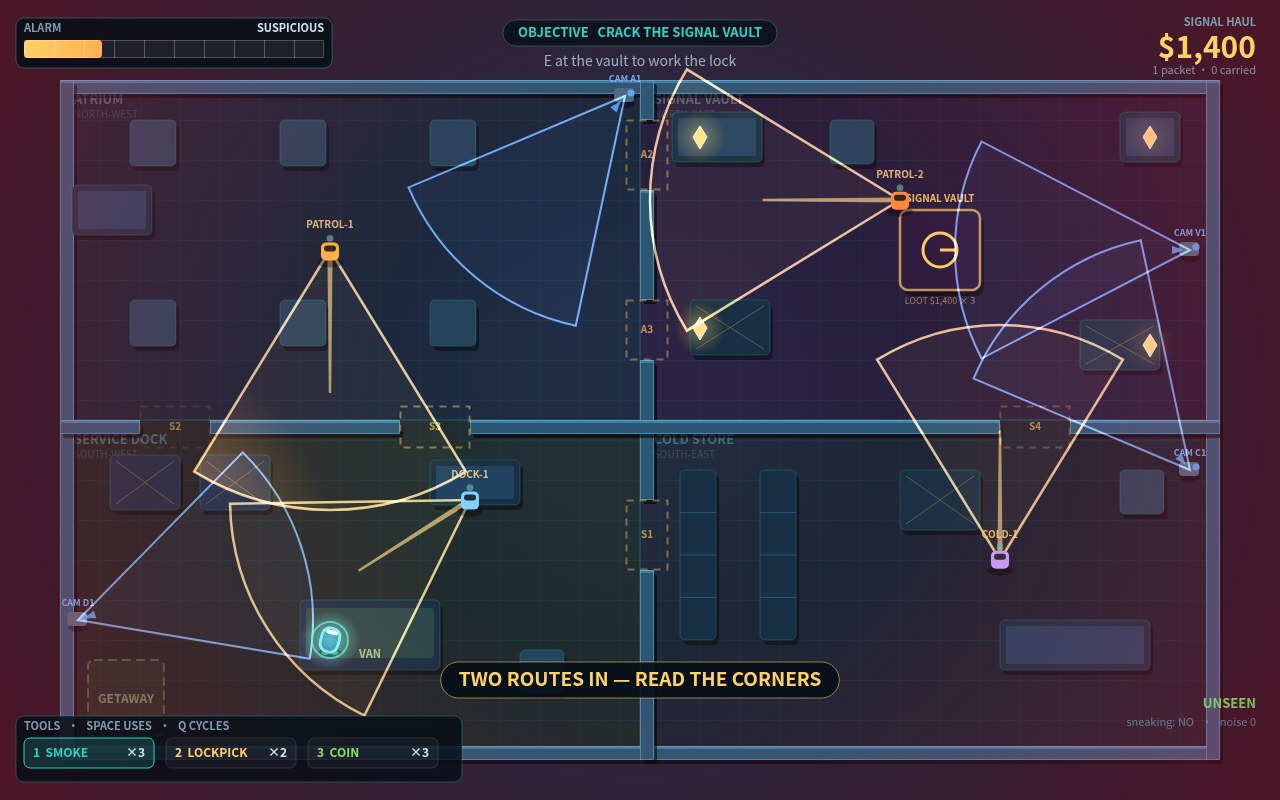 ALARM
SUSPICIOUS
OBJECTIVE CRACK THE SIGNAL VAULT
E at the vault to work the lock
SIGNAL HAUL
$1,400
1 packet • 0 carried
CAM A1
ATRIUM
NORTH-WEST
SIGNAL VAULT
A2
PATROL-2
SIGNAL VAULT
PATROL-1
CAM V1
LOOT $1,400 × 3
A3
S2
S3
S4
SERVICE DOCK
SOUTH-WEST
COLD STORE
SOUTH-EAST
CAM C1
DOCK-1
S1
COLD-1
CAM D1
VAN
TWO ROUTES IN — READ THE CORNERS
GETAWAY
UNSEEN
sneaking: NO • noise 0
TOOLS • SPACE USES • Q CYCLES
1 SMOKE ×3
2 LOCKPICK ×2
3 COIN ×3